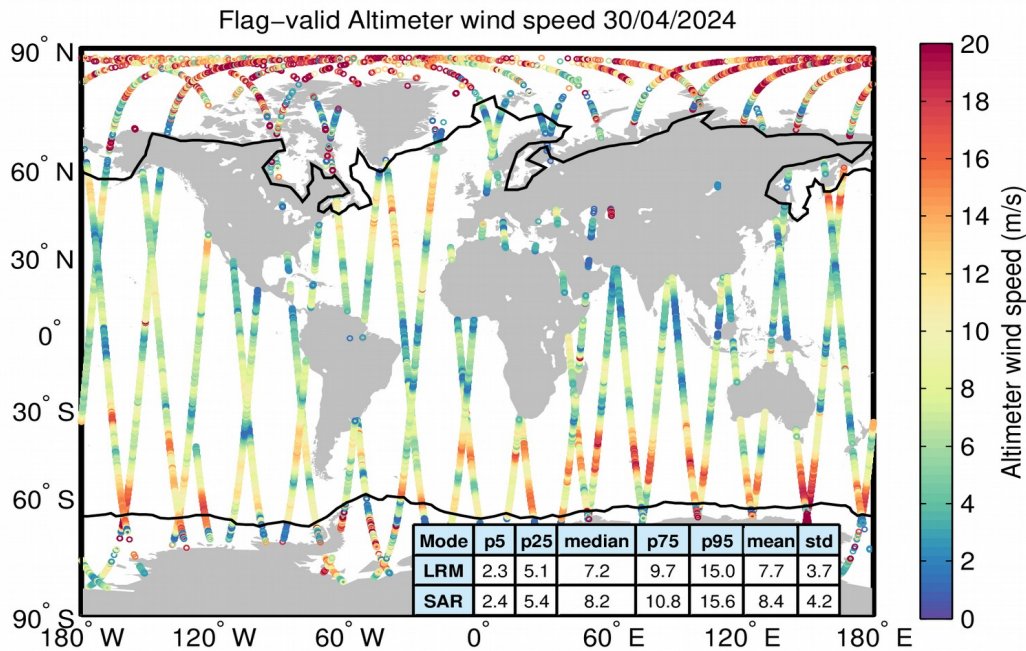 Flag−valid Altimeter wind speed 30/04/2024
90° N
60° N
30° N
0°
30° S
60° S
90° S
180° W
120° W
60° W
0°
60° E
120° E
180° E
Mode p5 p25 median p75 p95 mean std
LRM 2.3 5.1 7.2 9.7 15.0 7.7 3.7
SAR 2.4 5.4 8.2 10.8 15.6 8.4 4.2
20
18
16
14
12
10
8
6
4
2
0
Altimeter wind speed (m/s)